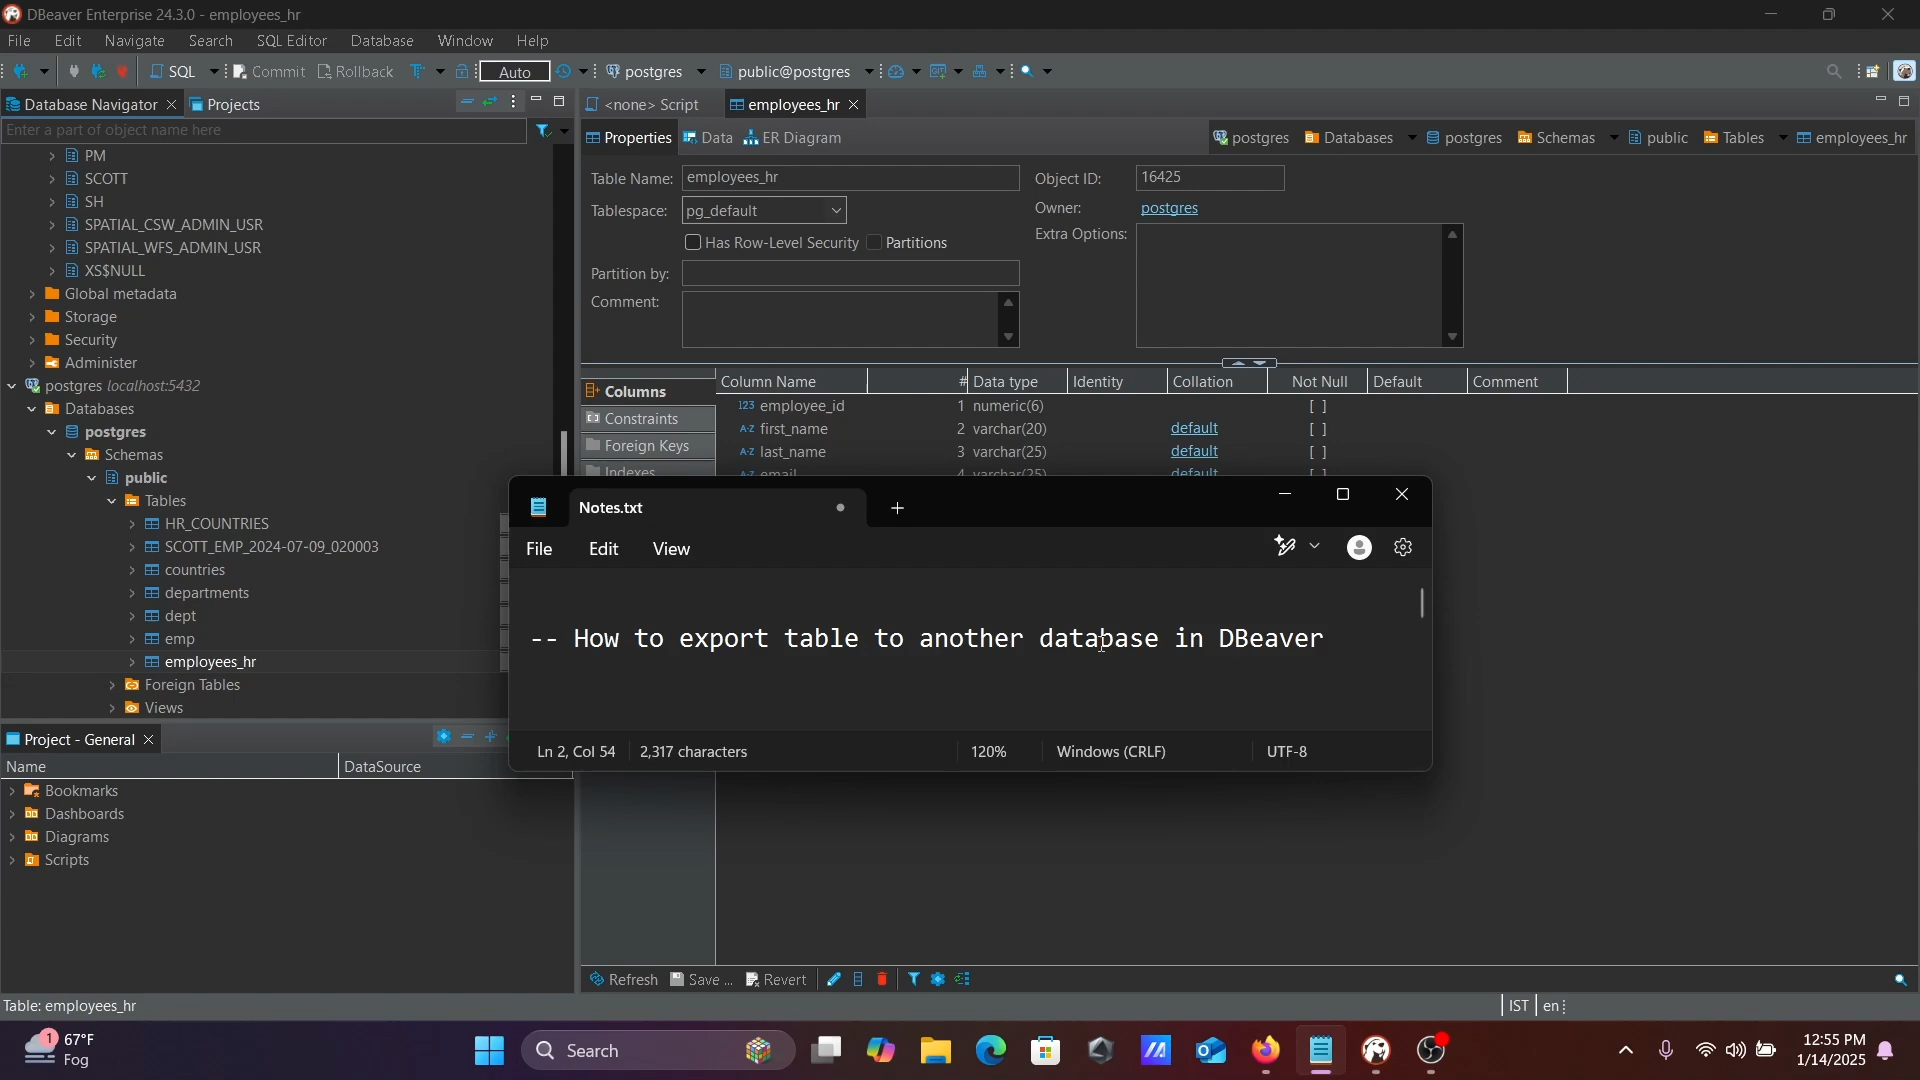 DBeaver Enterprise 24.3.0 - employees_hr
File Edit Navigate Search SQL Editor Database Window Help
SQL Commit Rollback Auto postgres public@postgres
Database Navigator Projects
<none> Script employees_hr
Enter a part of object name here
Properties Data ER Diagram
postgres Databases postgres Schemas public Tables employees_hr
PM
SCOTT
SH
SPATIAL_CSW_ADMIN_USR
SPATIAL_WFS_ADMIN_USR
XS$NULL
Global metadata
Storage
Security
Administer
postgres localhost:5432
Databases
postgres
Schemas
public
Tables
HR_COUNTRIES
SCOTT_EMP_2024-07-09_020003
countries
departments
dept
emp
employees_hr
Foreign Tables
Views
Table Name: employees_hr
Tablespace: pg_default
Has Row-Level Security Partitions
Partition by:
Comment:
Object ID: 16425
Owner: postgres
Extra Options:
Columns
Constraints
Foreign Keys
Indexes
Column Name # Data type Identity Collation Not Null Default Comment
123 employee_id 1 numeric(6) [ ]
A-Z first_name 2 varchar(20) default [ ]
A-Z last_name 3 varchar(25) default [ ]
A-Z email 4 varchar(25) default [ ]
Notes.txt
File Edit View
-- How to export table to another database in DBeaver
Ln 2, Col 54 2,317 characters 120% Windows (CRLF) UTF-8
Project - General
Name DataSource
Bookmarks
Dashboards
Diagrams
Scripts
Refresh Save ... Revert
Table: employees_hr
IST en
1 67°F
Fog
Search
12:55 PM
1/14/2025